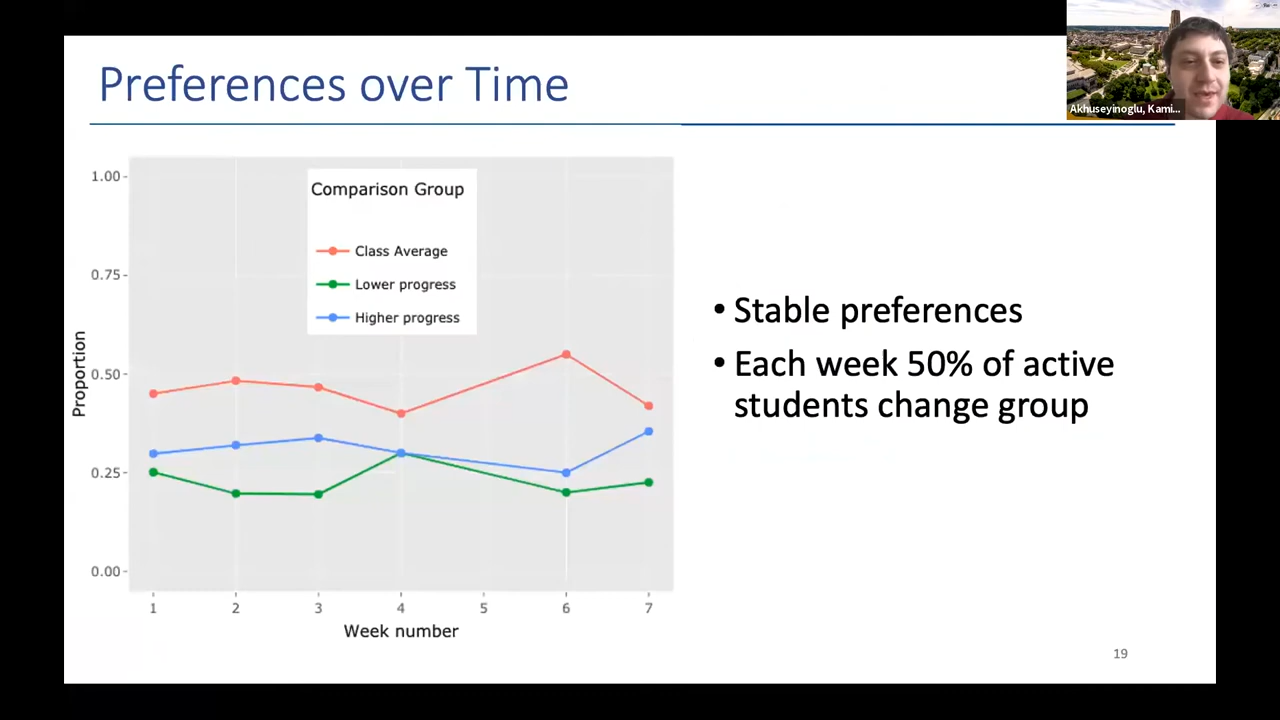 Preferences over Time
Akhuseyinoglu, Kami...
Comparison Group
Class Average
Lower progress
Higher progress
1.00
0.75
0.50
0.25
0.00
Proportion
1 2 3 4 5 6 7
Week number
• Stable preferences
• Each week 50% of active
students change group
19